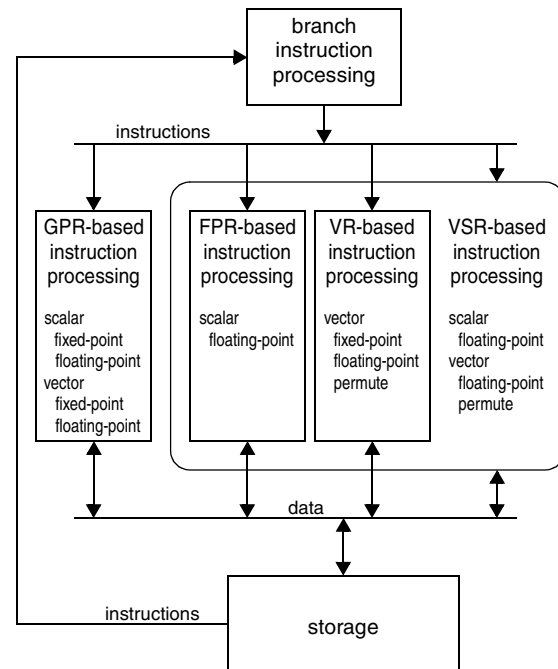 branch
instruction
processing
instructions
GPR-based
instruction
processing
scalar
fixed-point
floating-point
vector
fixed-point
floating-point
FPR-based
instruction
processing
scalar
floating-point
VR-based
instruction
processing
vector
fixed-point
floating-point
permute
VSR-based
instruction
processing
scalar
floating-point
vector
floating-point
permute
data
instructions
storage